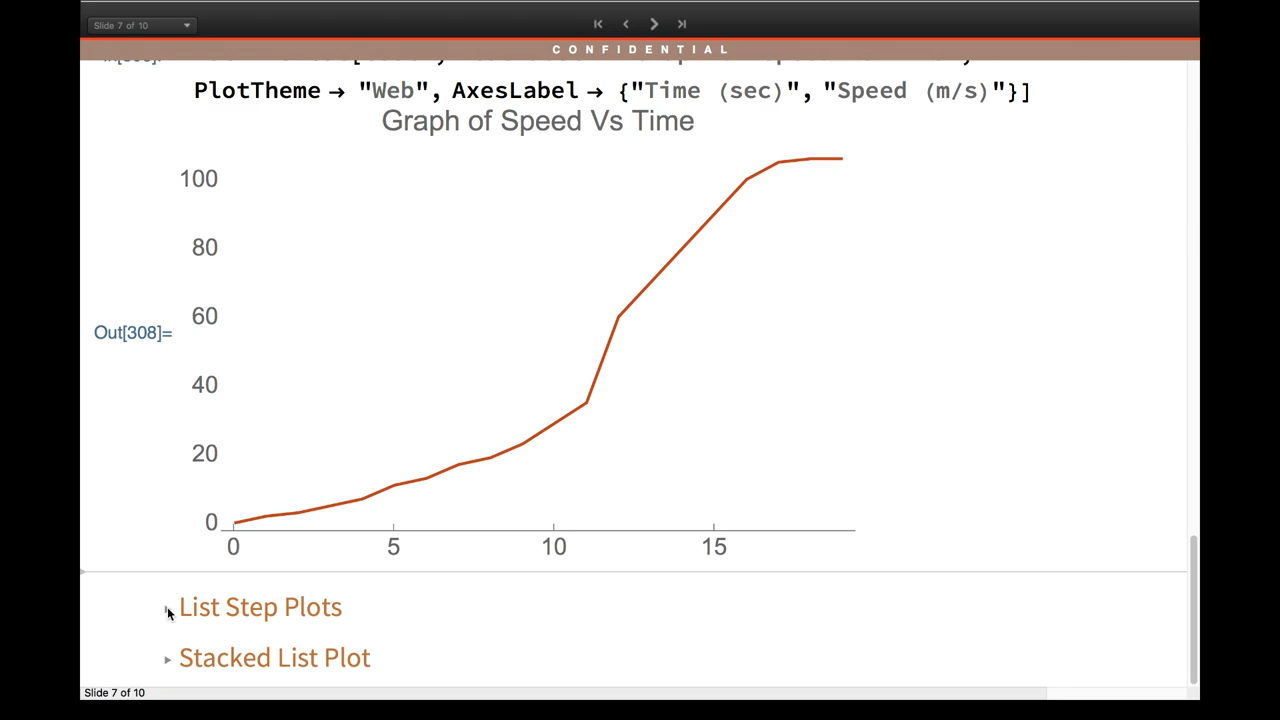 Slide 7 of 10
CONFIDENTIAL
PlotTheme → "Web", AxesLabel → {"Time (sec)", "Speed (m/s)"}]
Graph of Speed Vs Time
100
80
60
40
20
0
Out[308]=
0 5 10 15
List Step Plots
Stacked List Plot
Slide 7 of 10